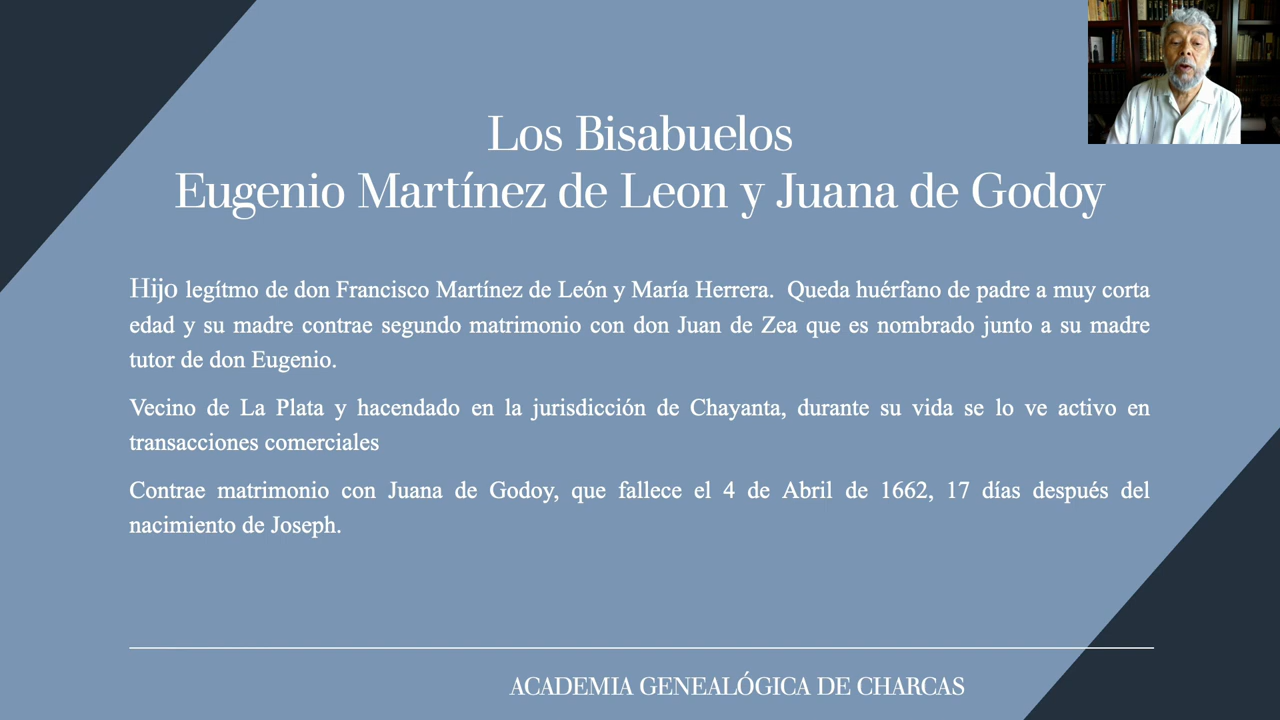 Los Bisabuelos
Eugenio Martínez de Leon y Juana de Godoy
Hijo legítmo de don Francisco Martínez de León y María Herrera. Queda huérfano de padre a muy corta
edad y su madre contrae segundo matrimonio con don Juan de Zea que es nombrado junto a su madre
tutor de don Eugenio.
Vecino de La Plata y hacendado en la jurisdicción de Chayanta, durante su vida se lo ve activo en
transacciones comerciales
Contrae matrimonio con Juana de Godoy, que fallece el 4 de Abril de 1662, 17 días después del
nacimiento de Joseph.
ACADEMIA GENEALÓGICA DE CHARCAS